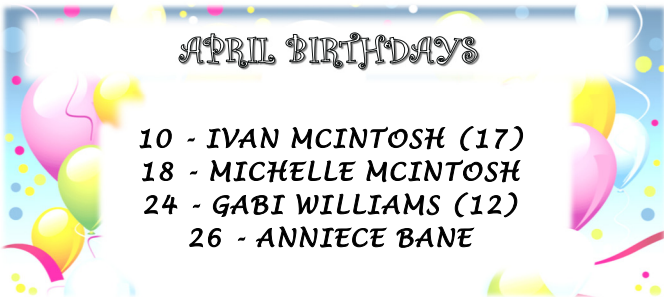 APRIL BIRTHDAYS
10 - IVAN MCINTOSH (17)
18 - MICHELLE MCINTOSH
24 - GABI WILLIAMS (12)
26 - ANNIECE BANE